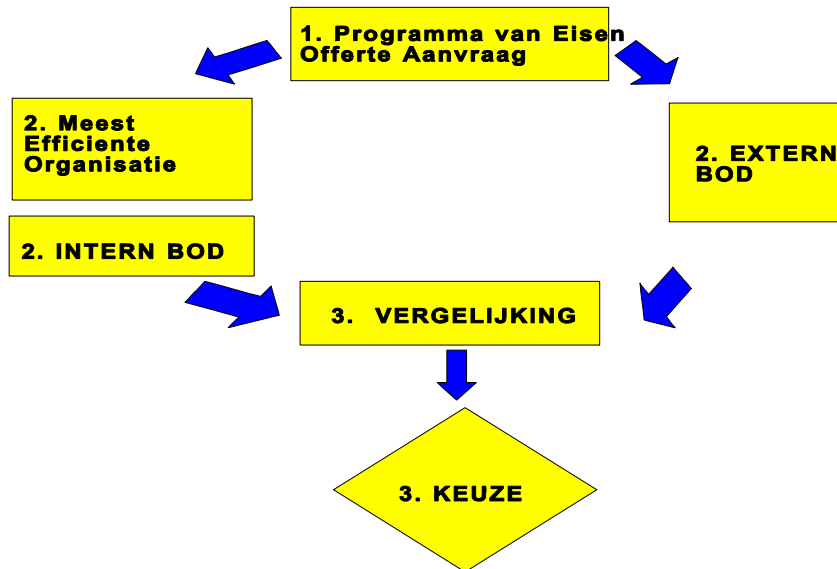 1. Programma van Eisen
Offerte Aanvraag
2. Meest
Efficiente
Organisatie
2. INTERN BOD
2. EXTERN
BOD
3. VERGELIJKING
3. KEUZE